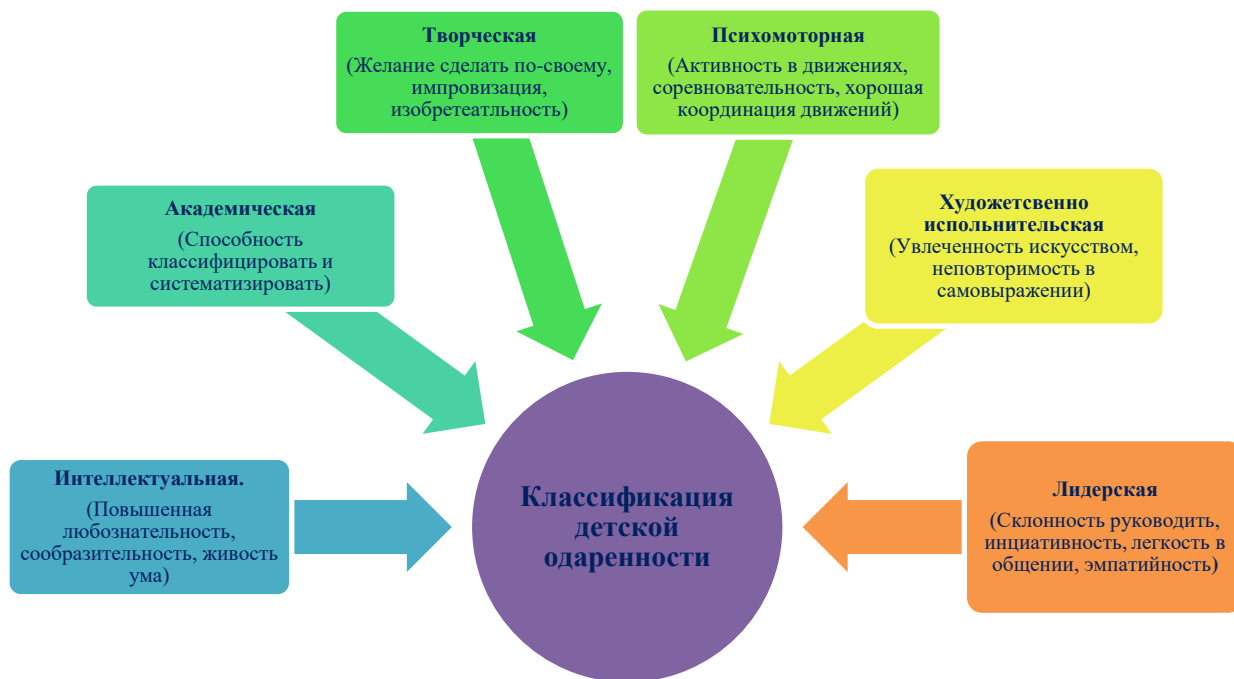 Творческая
(Желание сделать по-своему,
импровизация,
изобретеатльность)
Психомоторная
(Активность в движениях,
соревновательность, хорошая
координация движений)
Академическая
(Способность
классифицировать и
систематизировать)
Художетсвенно
испольнительская
(Увлеченность искусством,
неповторимость в
самовыражении)
Интеллектуальная.
(Повышенная
любознательность,
сообразительность, живость
ума)
Классификация
детской
одаренности
Лидерская
(Склонность руководить,
инциативность, легкость в
общении, эмпатийность)